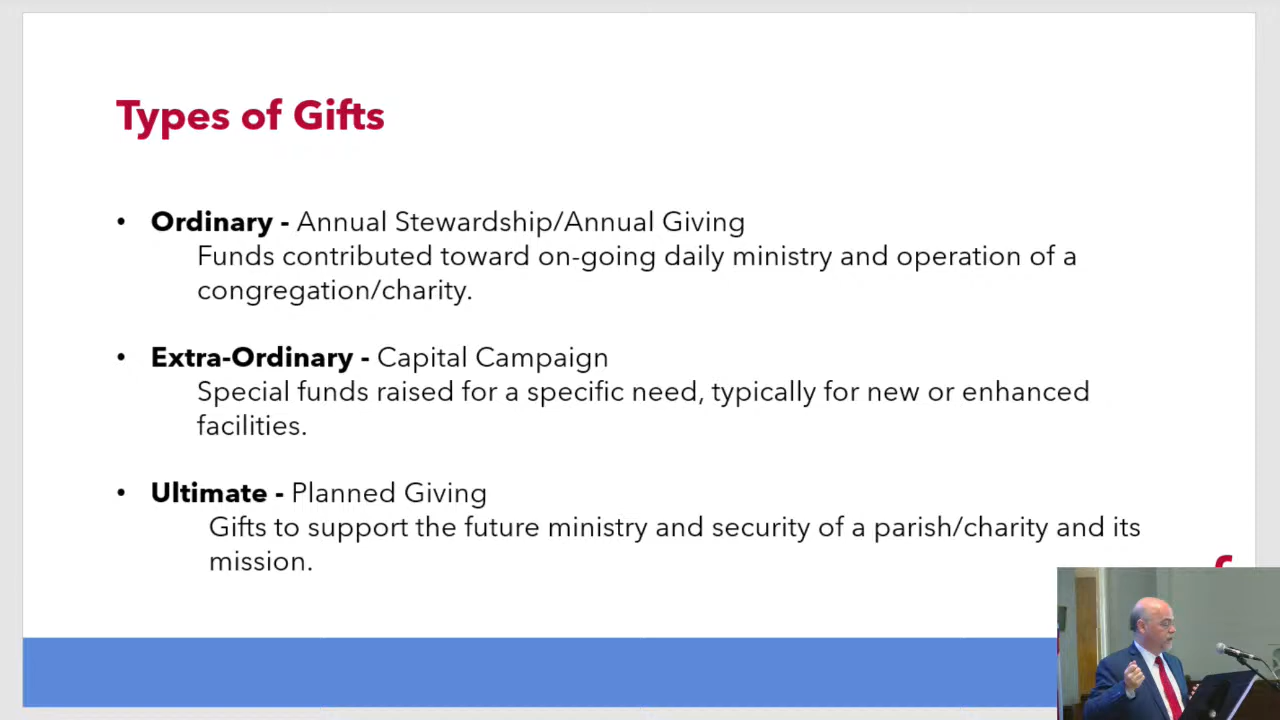 Types of Gifts
• Ordinary - Annual Stewardship/Annual Giving
Funds contributed toward on-going daily ministry and operation of a
congregation/charity.
• Extra-Ordinary - Capital Campaign
Special funds raised for a specific need, typically for new or enhanced
facilities.
• Ultimate - Planned Giving
Gifts to support the future ministry and security of a parish/charity and its
mission.